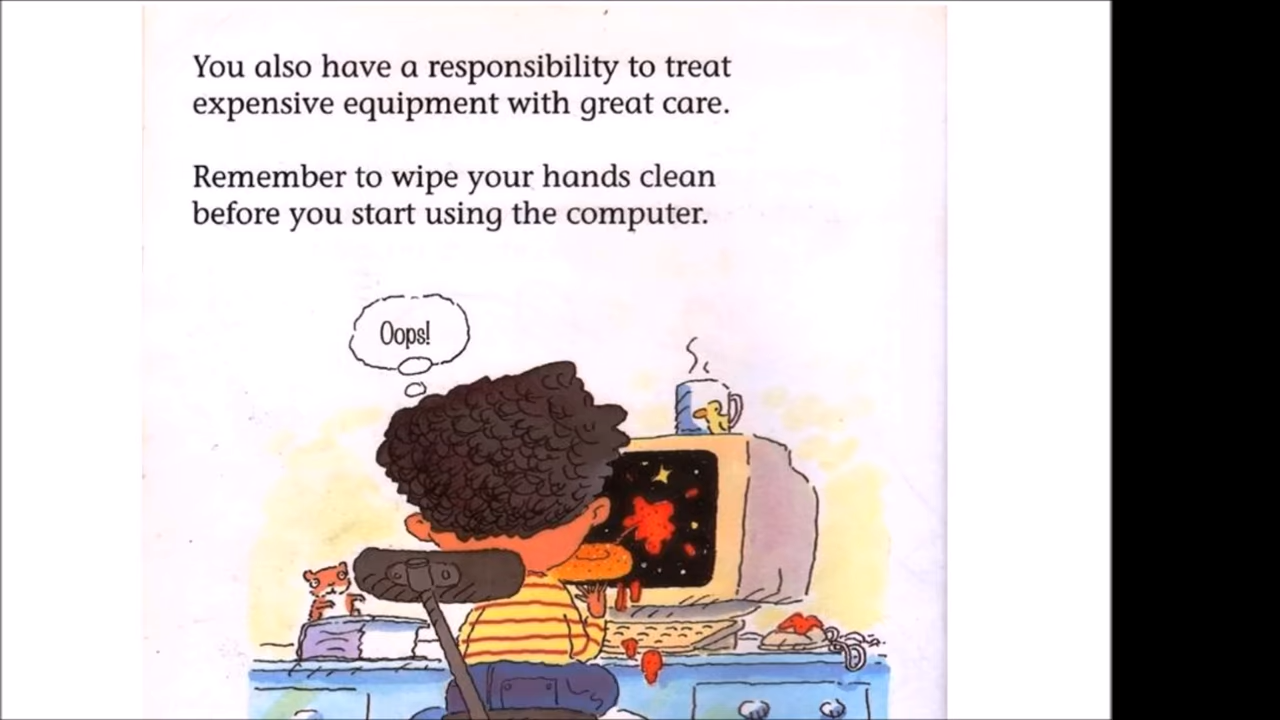 You also have a responsibility to treat
expensive equipment with great care.
Remember to wipe your hands clean
before you start using the computer.
Oops!